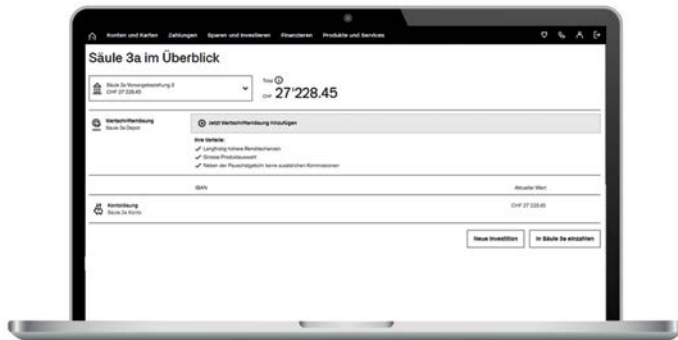 Konten und Karten Zahlungen Sparen und Investieren Finanzieren Produkte und Services
Säule 3a im Überblick
Säule 3a Vorsorgebeziehung 2
CHF 27'228.45
Total
CHF 27'228.45
Wertschriftenlösung
Säule 3a Depot
Jetzt Wertschriftenlösung hinzufügen
Ihre Vorteile:
Langfristig höhere Renditechancen
Grosse Produkteauswahl
Neben der Pauschalgebühr keine zusätzlichen Kommissionen
IBAN Aktueller Wert
Kontolösung
Säule 3a Konto
CHF 27'228.45
Neue Investition In Säule 3a einzahlen